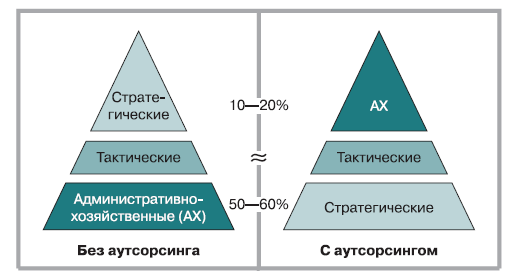 Страте-
гические
10—20%
АХ
Тактические
≈
Тактические
Административно-
хозяйственные (АХ)
50—60%
Стратегические
Без аутсорсинга
С аутсорсингом